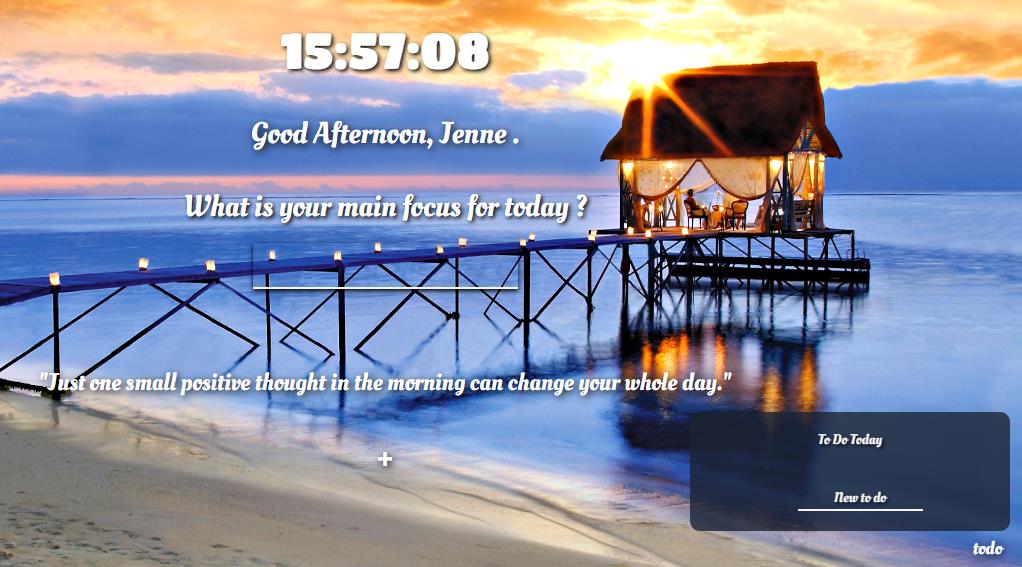 15:57:08
Good Afternoon, Jenne .
What is your main focus for today ?
"Just one small positive thought in the morning can change your whole day."
+
To Do Today
New to do
todo